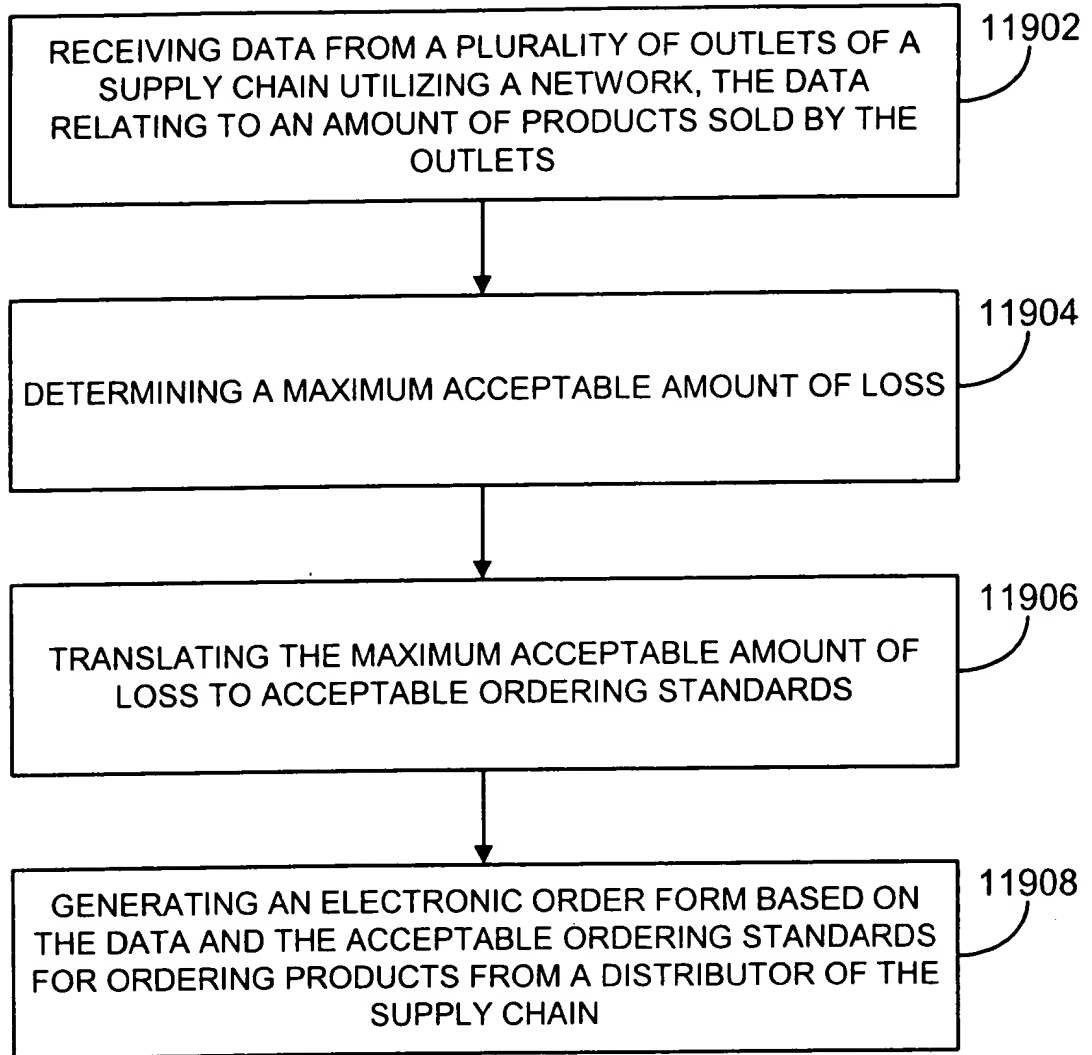 RECEIVING DATA FROM A PLURALITY OF OUTLETS OF A
SUPPLY CHAIN UTILIZING A NETWORK, THE DATA
RELATING TO AN AMOUNT OF PRODUCTS SOLD BY THE
OUTLETS
11902
DETERMINING A MAXIMUM ACCEPTABLE AMOUNT OF LOSS
11904
TRANSLATING THE MAXIMUM ACCEPTABLE AMOUNT OF
LOSS TO ACCEPTABLE ORDERING STANDARDS
11906
GENERATING AN ELECTRONIC ORDER FORM BASED ON
THE DATA AND THE ACCEPTABLE ORDERING STANDARDS
FOR ORDERING PRODUCTS FROM A DISTRIBUTOR OF THE
SUPPLY CHAIN
11908